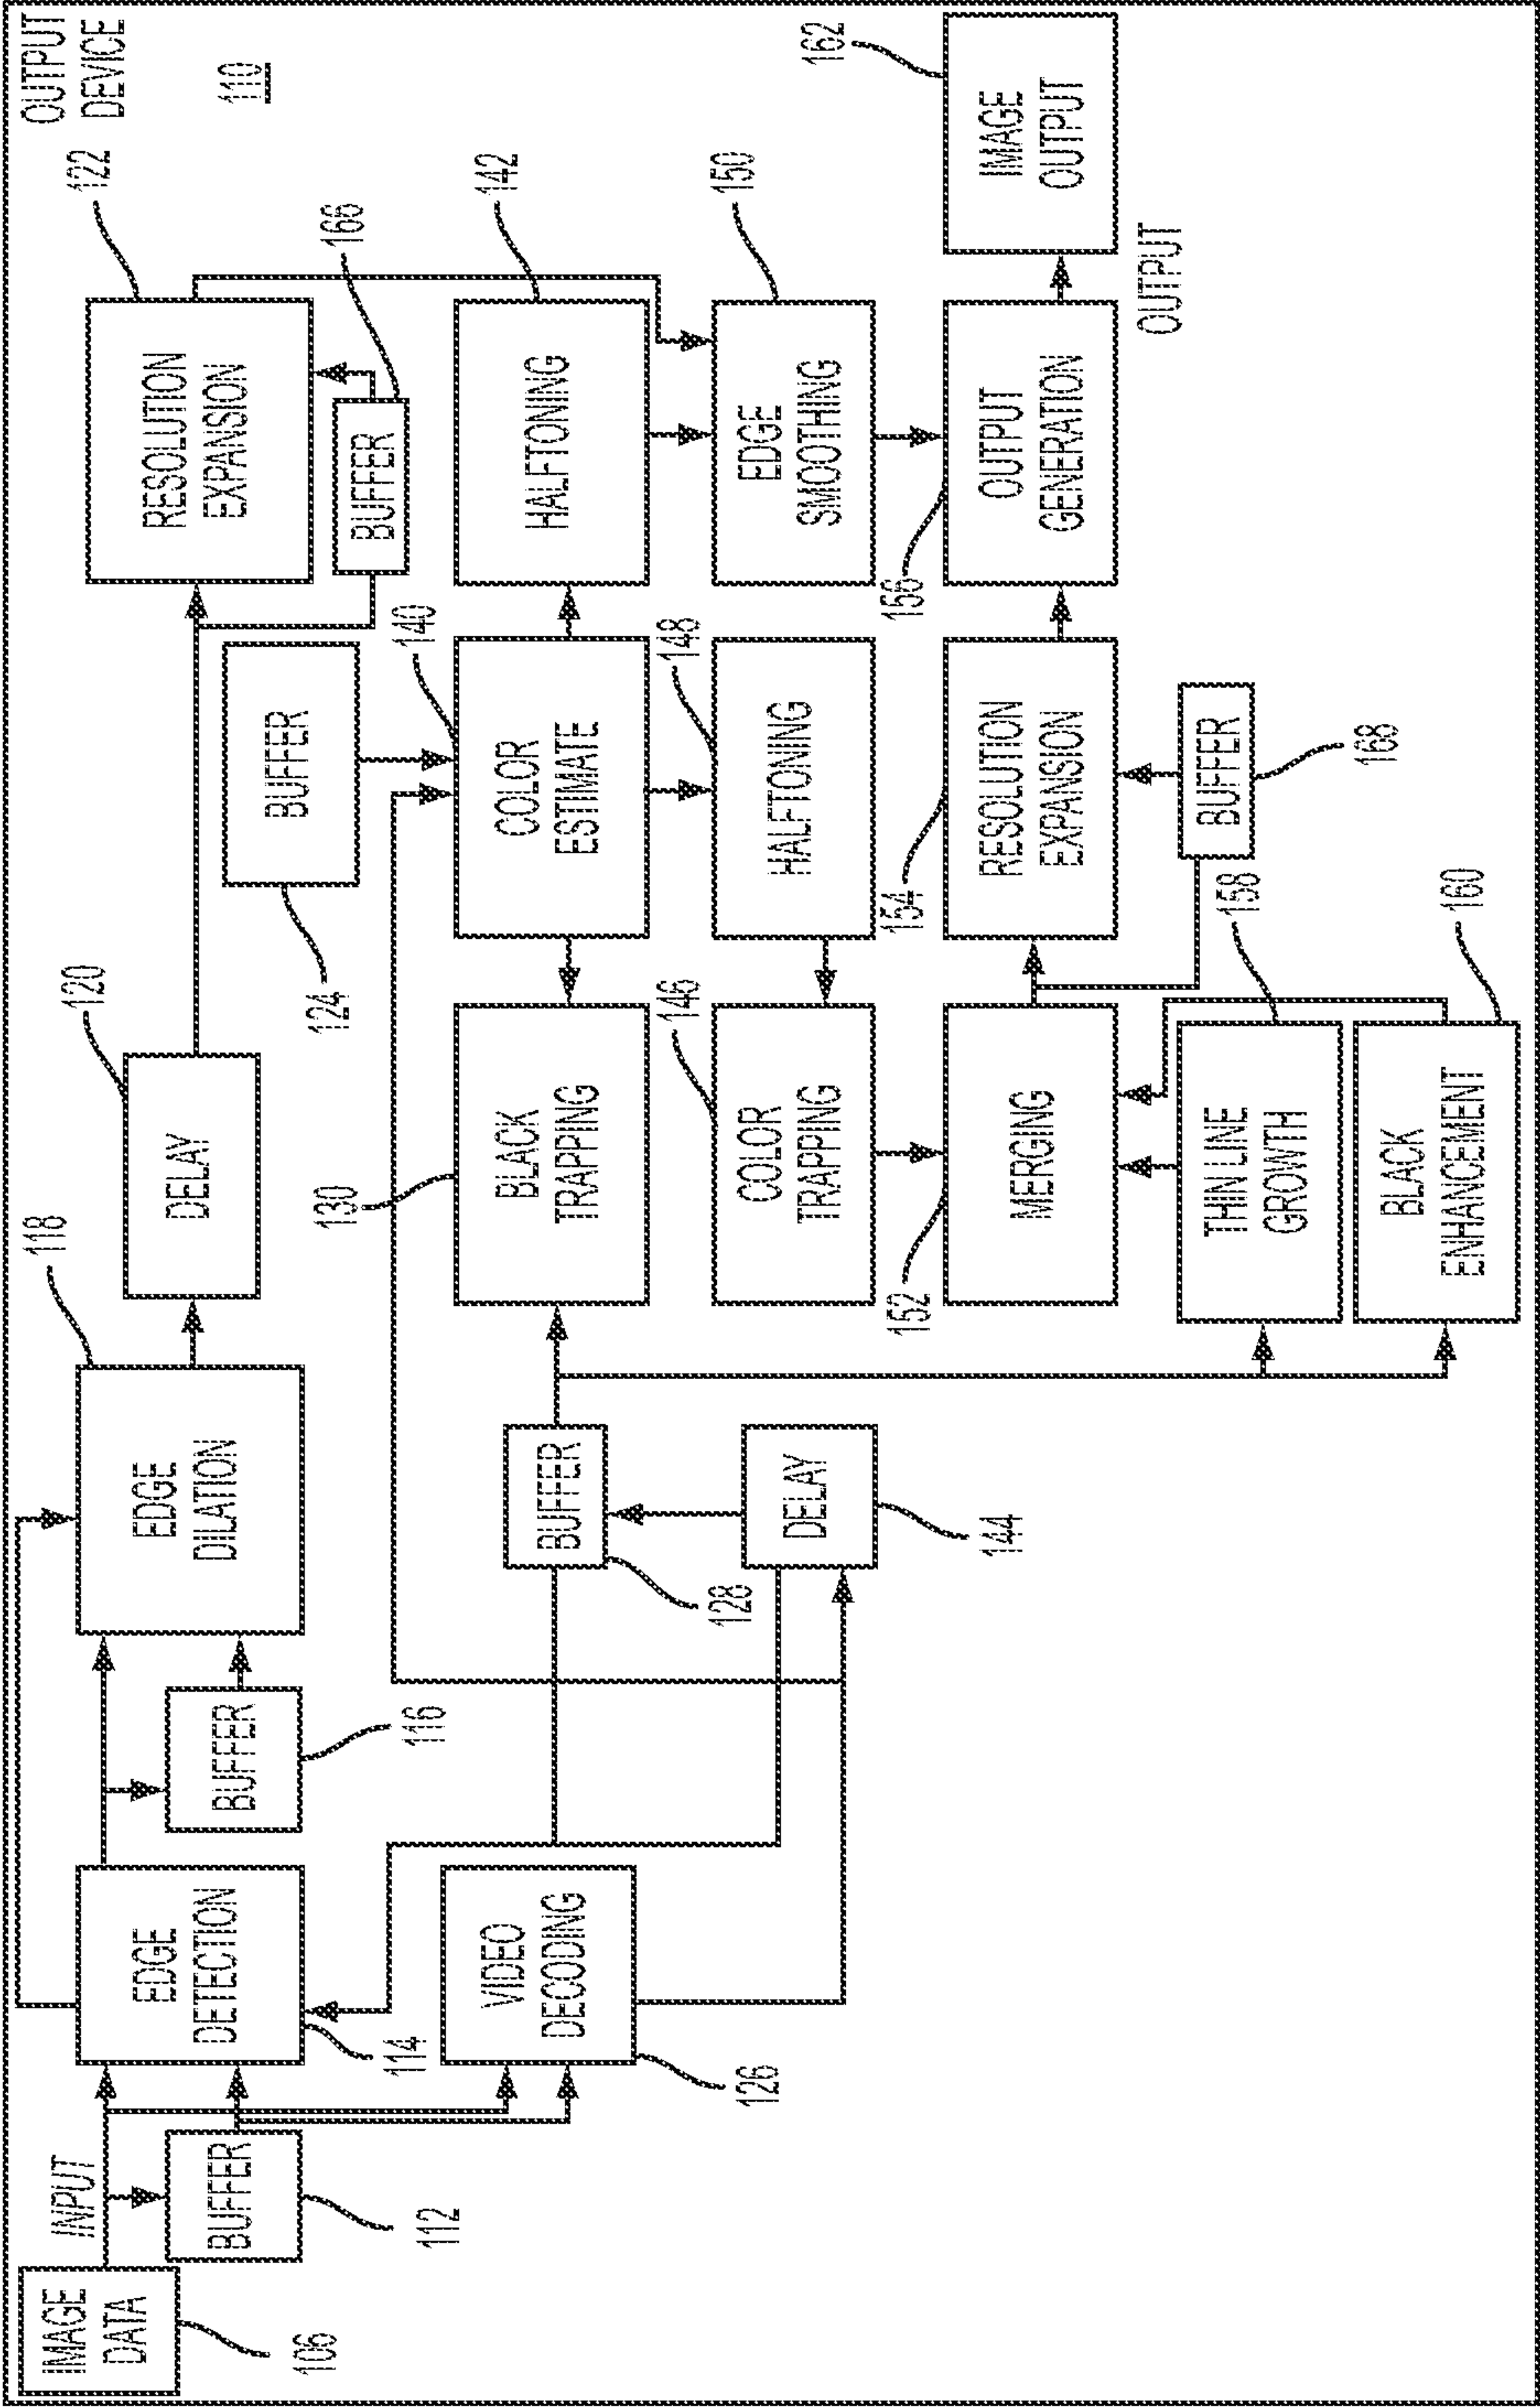 OUTPUT
DEVICE
110
IMAGE
DATA
106
INPUT
BUFFER
112
EDGE
DETECTION
114
BUFFER
116
EDGE
DILATION
118
DELAY
120
RESOLUTION
EXPANSION
122
BUFFER
166
BUFFER
124
VIDEO
DECODING
126
BUFFER
128
DELAY
144
BLACK
TRAPPING
130
COLOR
ESTIMATE
140
HALFTONING
142
COLOR
TRAPPING
146
HALFTONING
148
EDGE
SMOOTHING
150
MERGING
152
RESOLUTION
EXPANSION
154
OUTPUT
GENERATION
156
IMAGE
OUTPUT
162
OUTPUT
THIN LINE
GROWTH
158
BUFFER
168
BLACK
ENHANCEMENT
160